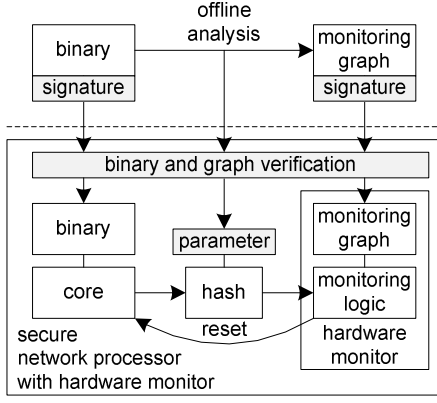 offline
analysis
binary
signature
monitoring
graph
signature
binary and graph verification
binary
parameter
monitoring
graph
core
hash
monitoring
logic
reset
hardware
monitor
secure
network processor
with hardware monitor